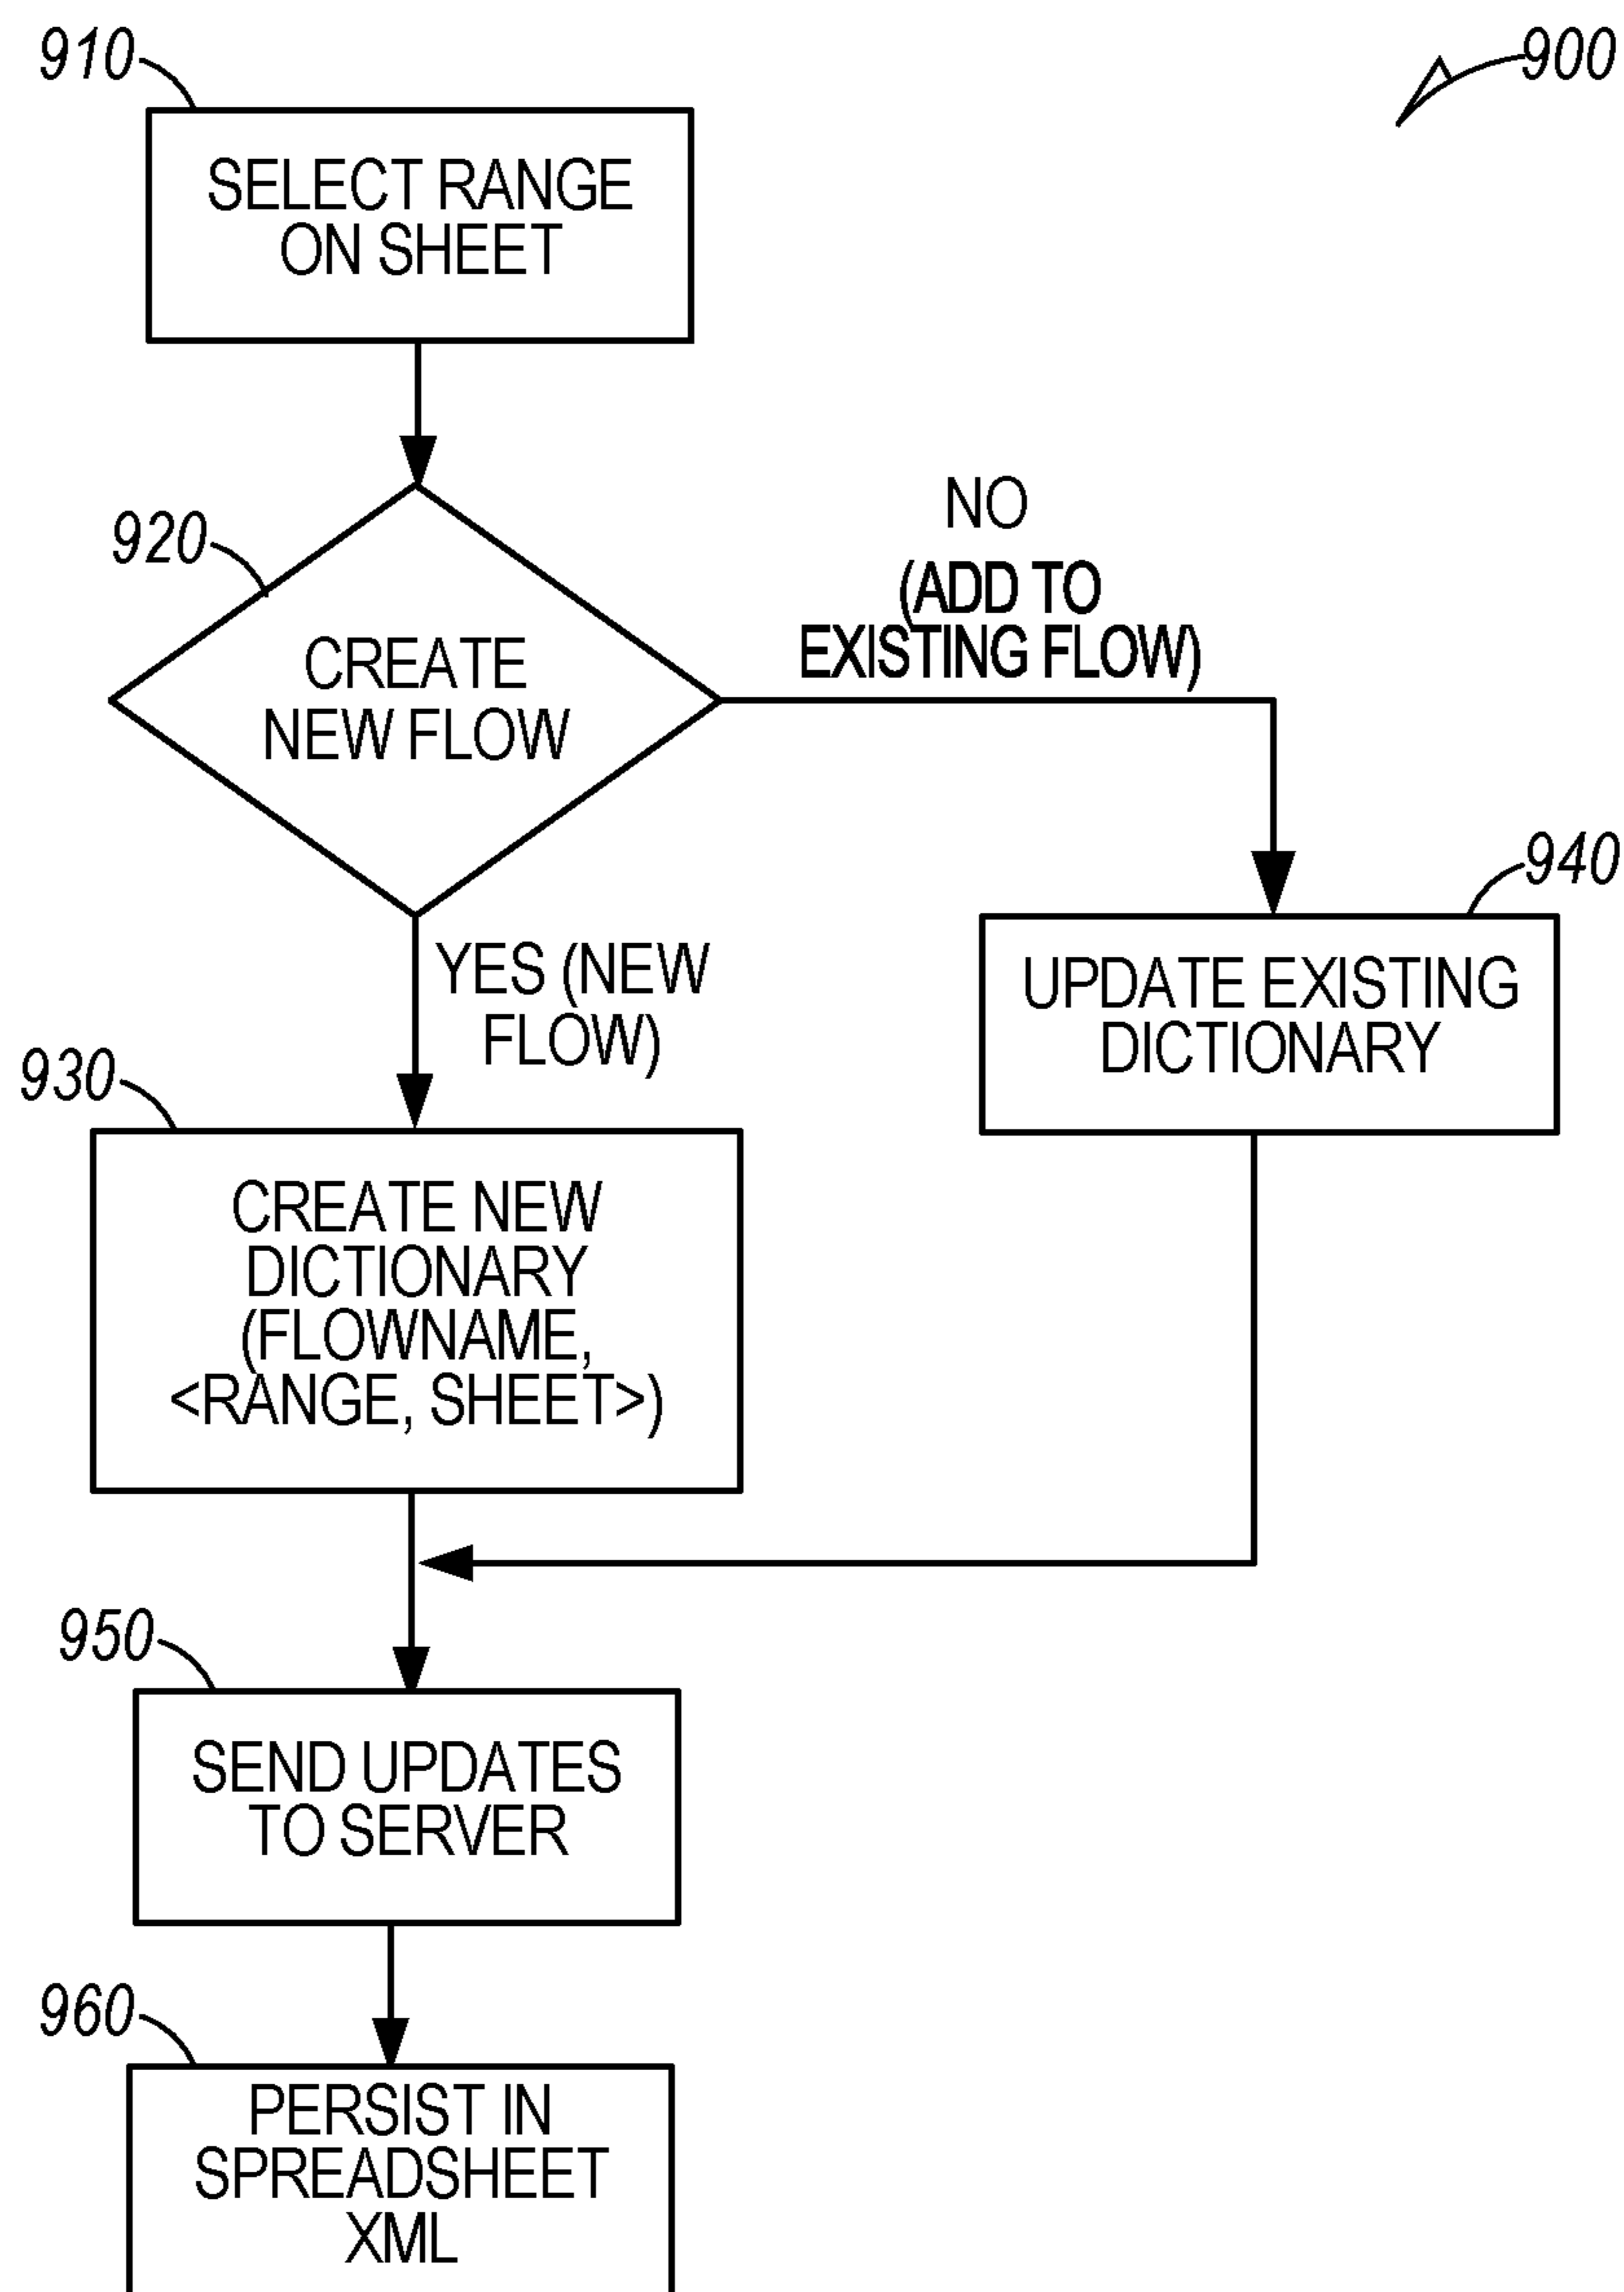 910
900
SELECT RANGE
ON SHEET
920
CREATE
NEW FLOW
NO
(ADD TO
EXISTING FLOW)
YES (NEW
FLOW)
940
UPDATE EXISTING
DICTIONARY
930
CREATE NEW
DICTIONARY
(FLOWNAME,
<RANGE, SHEET>)
950
SEND UPDATES
TO SERVER
960
PERSIST IN
SPREADSHEET
XML